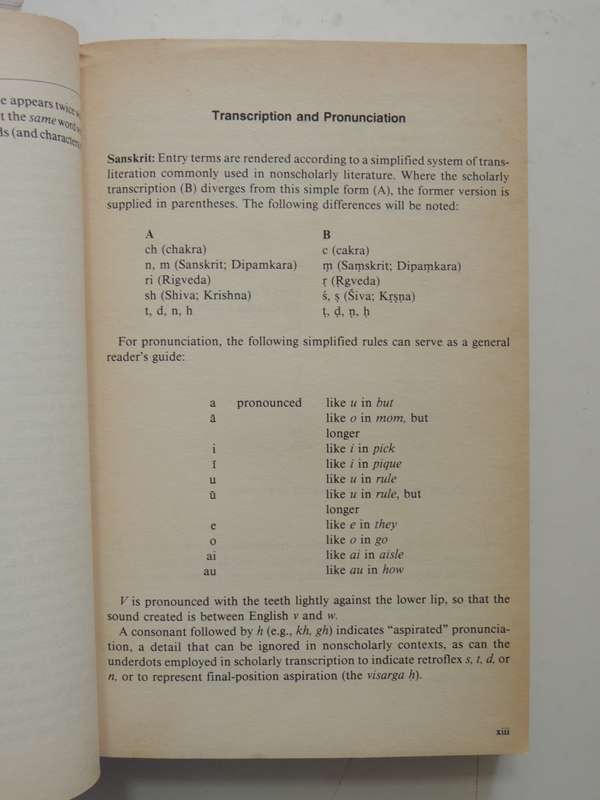 e appears twice
t the same word
ds (and character
Transcription and Pronunciation
Sanskrit: Entry terms are rendered according to a simplified system of trans-
literation commonly used in nonscholarly literature. Where the scholarly
transcription (B) diverges from this simple form (A), the former version is
supplied in parentheses. The following differences will be noted:
A B
ch (chakra) c (cakra)
n, m (Sanskrit; Dipamkara) ṃ (Saṃskrit; Dipaṃkara)
ri (Rigveda) ṛ (Ṛgveda)
sh (Shiva; Krishna) ś, ṣ (Śiva; Kṛṣṇa)
t, d, n, h ṭ, ḍ, ṇ, ḥ
For pronunciation, the following simplified rules can serve as a general
reader's guide:
a pronounced like u in but
ā like o in mom, but
longer
i like i in pick
ī like i in pique
u like u in rule
ū like u in rule, but
longer
e like e in they
o like o in go
ai like ai in aisle
au like au in how
V is pronounced with the teeth lightly against the lower lip, so that the
sound created is between English v and w.
A consonant followed by h (e.g., kh, gh) indicates "aspirated" pronuncia-
tion, a detail that can be ignored in nonscholarly contexts, as can the
underdots employed in scholarly transcription to indicate retroflex s, t, d, or
n, or to represent final-position aspiration (the visarga ḥ).
xiii